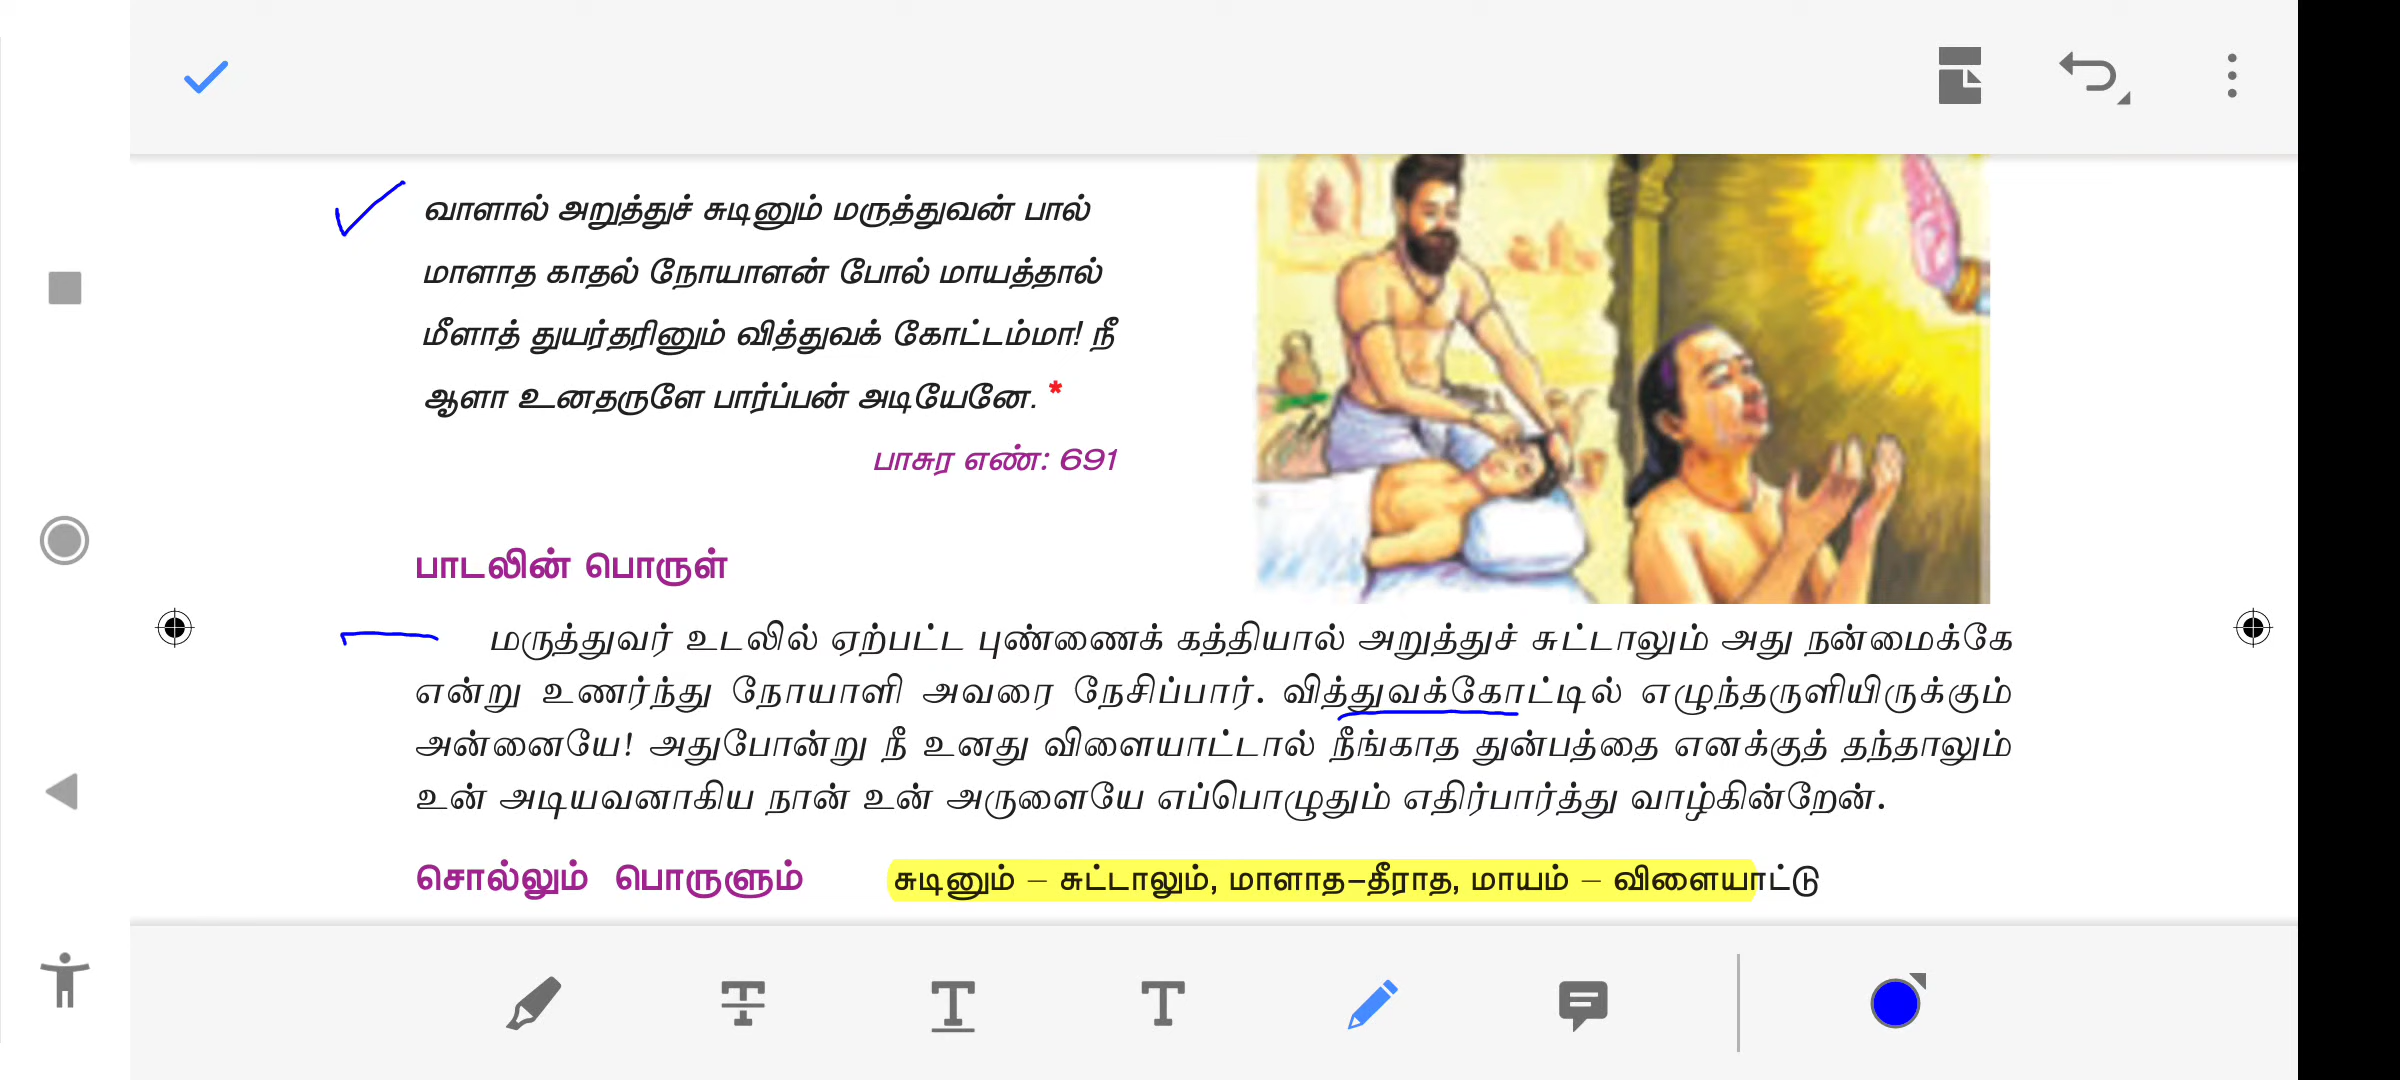 வாளால் அறுத்துச் சுடினும் மருத்துவன் பால்
மாளாத காதல் நோயாளன் போல் மாயத்தால்
மீளாத் துயர்தரினும் வித்துவக் கோட்டம்மா! நீ
ஆளா உனதருளே பார்ப்பன் அடியேனே. *
பாசுர எண்: 691
பாடலின் பொருள்
மருத்துவர் உடலில் ஏற்பட்ட புண்ணைக் கத்தியால் அறுத்துச் சுட்டாலும் அது நன்மைக்கே
என்று உணர்ந்து நோயாளி அவரை நேசிப்பார். வித்துவக்கோட்டில் எழுந்தருளியிருக்கும்
அன்னையே! அதுபோன்று நீ உனது விளையாட்டால் நீங்காத துன்பத்தை எனக்குத் தந்தாலும்
உன் அடியவனாகிய நான் உன் அருளையே எப்பொழுதும் எதிர்பார்த்து வாழ்கின்றேன்.
சொல்லும் பொருளும் சுடினும் – சுட்டாலும், மாளாத–தீராத, மாயம் – விளையாட்டு